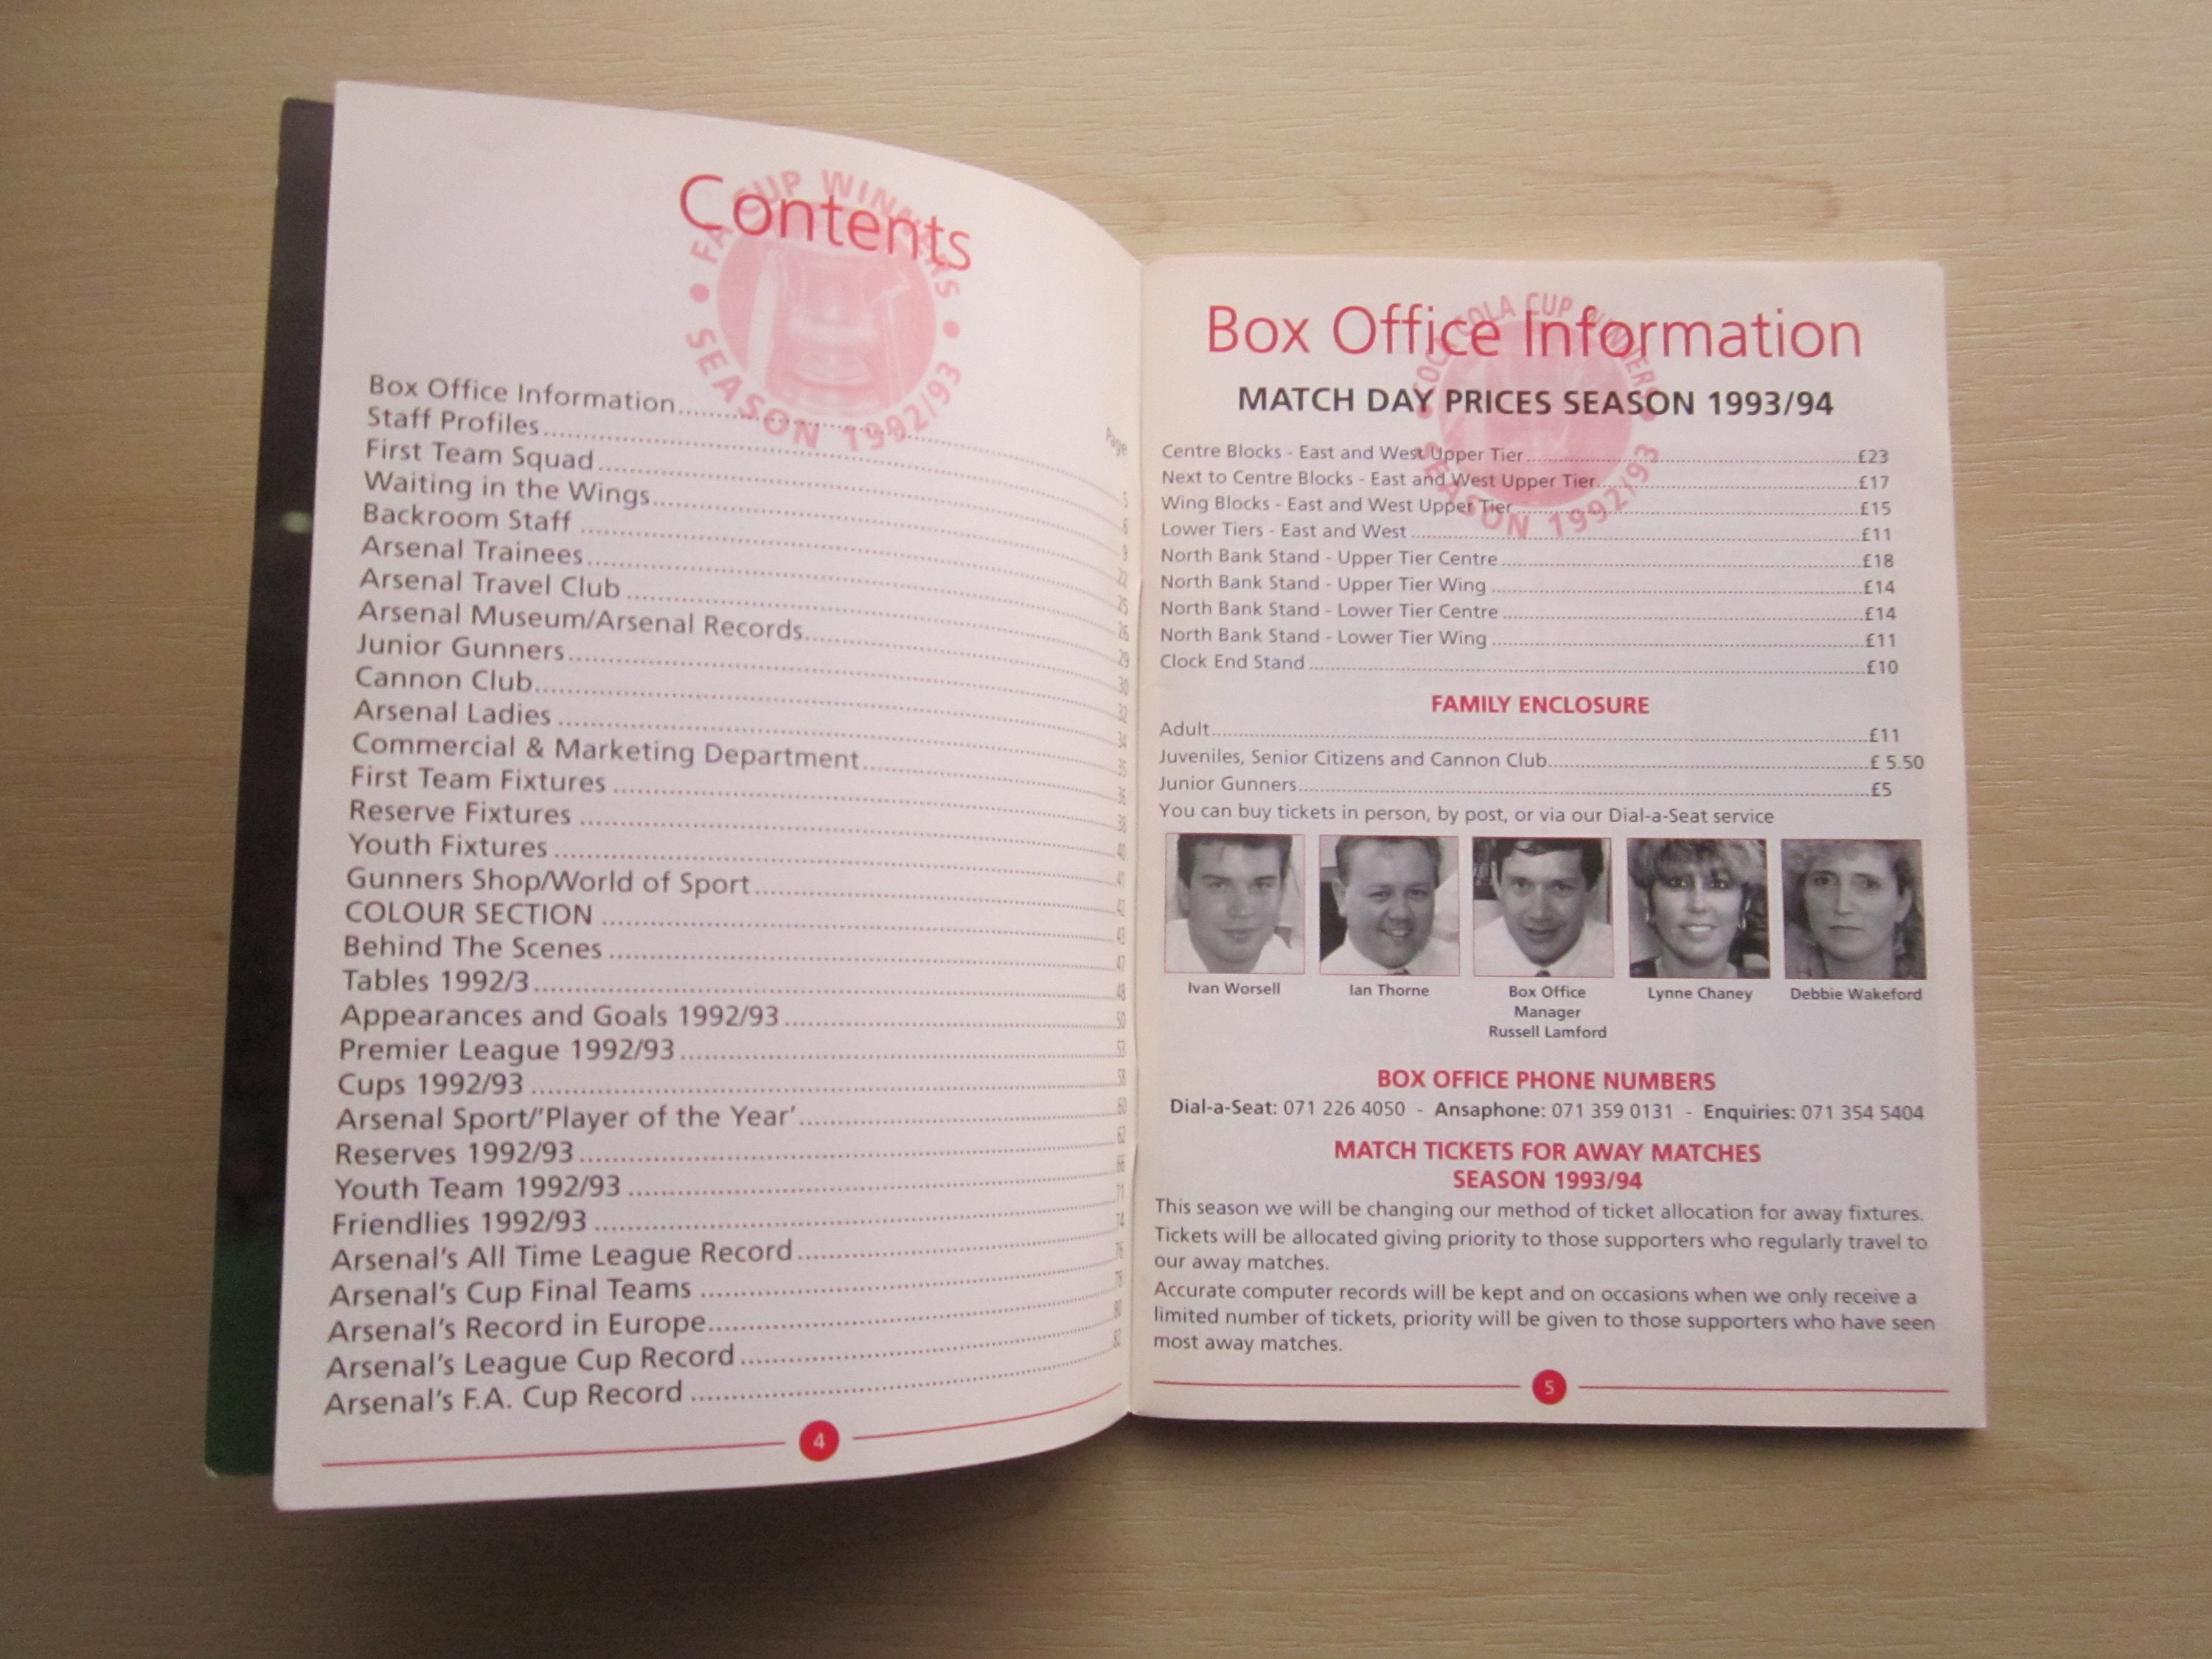 FA CUP WINNERS
SEASON 1992/93
Contents
Page
Box Office Information
Staff Profiles
First Team Squad
Waiting in the Wings
Backroom Staff
Arsenal Trainees
Arsenal Travel Club
Arsenal Museum/Arsenal Records
Junior Gunners
Cannon Club
Arsenal Ladies
Commercial & Marketing Department
First Team Fixtures
Reserve Fixtures
Youth Fixtures
Gunners Shop/World of Sport
COLOUR SECTION
Behind The Scenes
Tables 1992/3
Appearances and Goals 1992/93
Premier League 1992/93
Cups 1992/93
Arsenal Sport/'Player of the Year'
Reserves 1992/93
Youth Team 1992/93
Friendlies 1992/93
Arsenal's All Time League Record
Arsenal's Cup Final Teams
Arsenal's Record in Europe
Arsenal's League Cup Record
Arsenal's F.A. Cup Record
4
COCA COLA CUP WINNERS
SEASON 1992/93
Box Office Information
MATCH DAY PRICES SEASON 1993/94
Centre Blocks - East and West Upper Tier £23
Next to Centre Blocks - East and West Upper Tier £17
Wing Blocks - East and West Upper Tier £15
Lower Tiers - East and West £11
North Bank Stand - Upper Tier Centre £18
North Bank Stand - Upper Tier Wing £14
North Bank Stand - Lower Tier Centre £14
North Bank Stand - Lower Tier Wing £11
Clock End Stand £10
FAMILY ENCLOSURE
Adult £11
Juveniles, Senior Citizens and Cannon Club £ 5.50
Junior Gunners £5
You can buy tickets in person, by post, or via our Dial-a-Seat service
Ivan Worsell
Ian Thorne
Box Office
Manager
Russell Lamford
Lynne Chaney
Debbie Wakeford
BOX OFFICE PHONE NUMBERS
Dial-a-Seat: 071 226 4050 - Ansaphone: 071 359 0131 - Enquiries: 071 354 5404
MATCH TICKETS FOR AWAY MATCHES
SEASON 1993/94
This season we will be changing our method of ticket allocation for away fixtures.
Tickets will be allocated giving priority to those supporters who regularly travel to
our away matches.
Accurate computer records will be kept and on occasions when we only receive a
limited number of tickets, priority will be given to those supporters who have seen
most away matches.
5